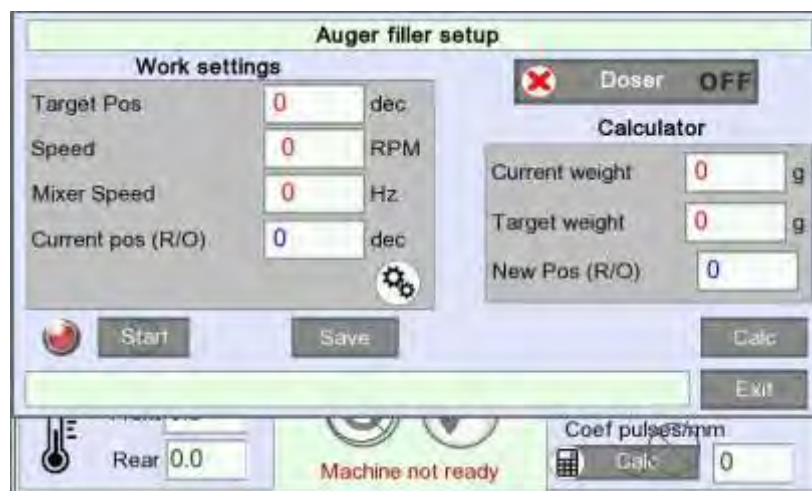 Auger filler setup
Work settings
Target Pos 0 dec
Speed 0 RPM
Mixer Speed 0 Hz
Current pos (R/O) 0 dec
Start Save
Doser OFF
Calculator
Current weight 0 g
Target weight 0 g
New Pos (R/O) 0
Calc
Exit
Rear 0.0
Machine not ready
Coef pulses/mm
Calc 0